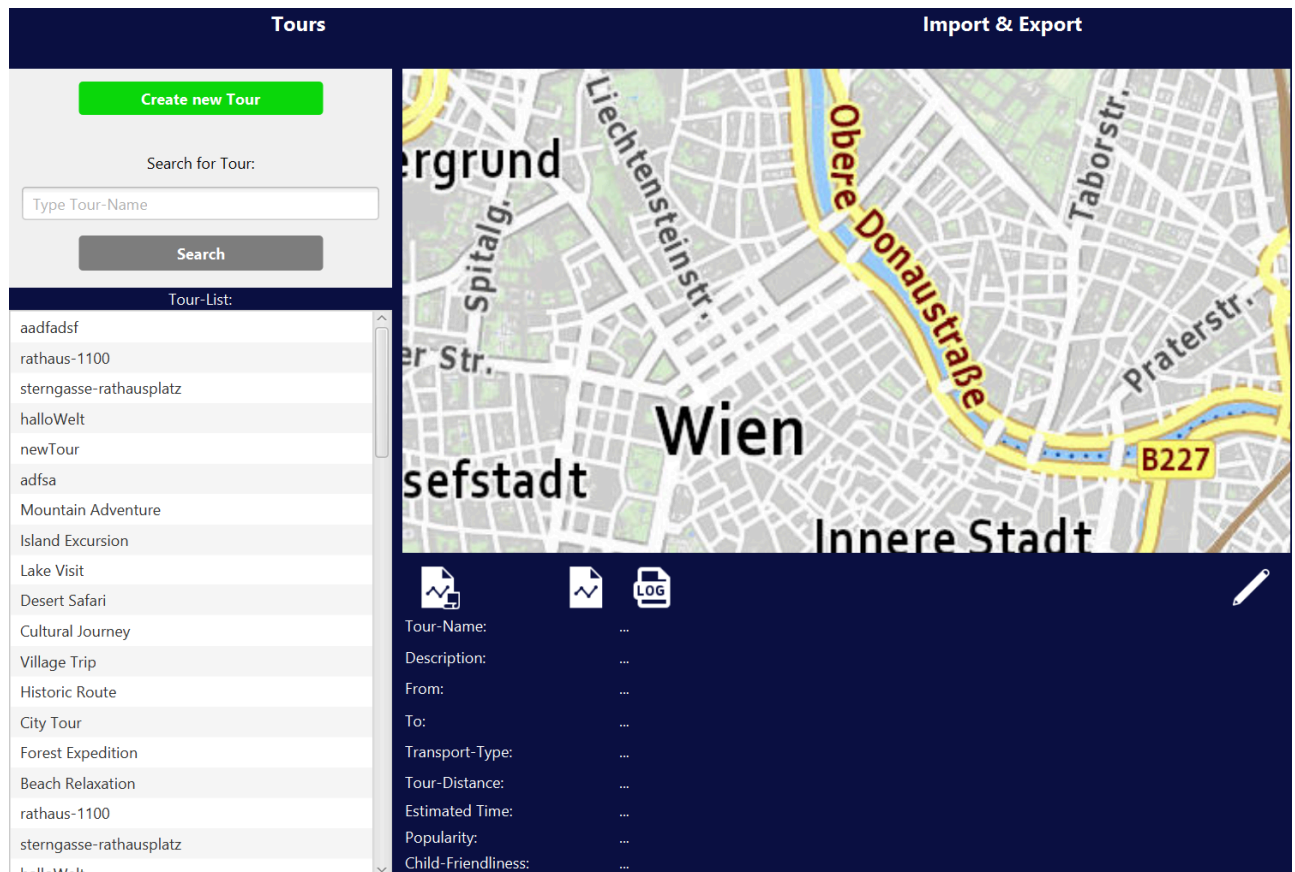 Tours
Import & Export
Create new Tour
Search for Tour:
Type Tour-Name
Search
Tour-List:
aadfadsf
rathaus-1100
sterngasse-rathausplatz
halloWelt
newTour
adfsa
Mountain Adventure
Island Excursion
Lake Visit
Desert Safari
Cultural Journey
Village Trip
Historic Route
City Tour
Forest Expedition
Beach Relaxation
rathaus-1100
sterngasse-rathausplatz
ergrund
Liechtensteinstr.
Spitalg.
Obere Donaustraße
Taborstr.
Praterstr.
er Str.
Wien
B227
sefstadt
Innere Stadt
LOG
Tour-Name: ...
Description: ...
From: ...
To: ...
Transport-Type: ...
Tour-Distance: ...
Estimated Time: ...
Popularity: ...
Child-Friendliness: ...